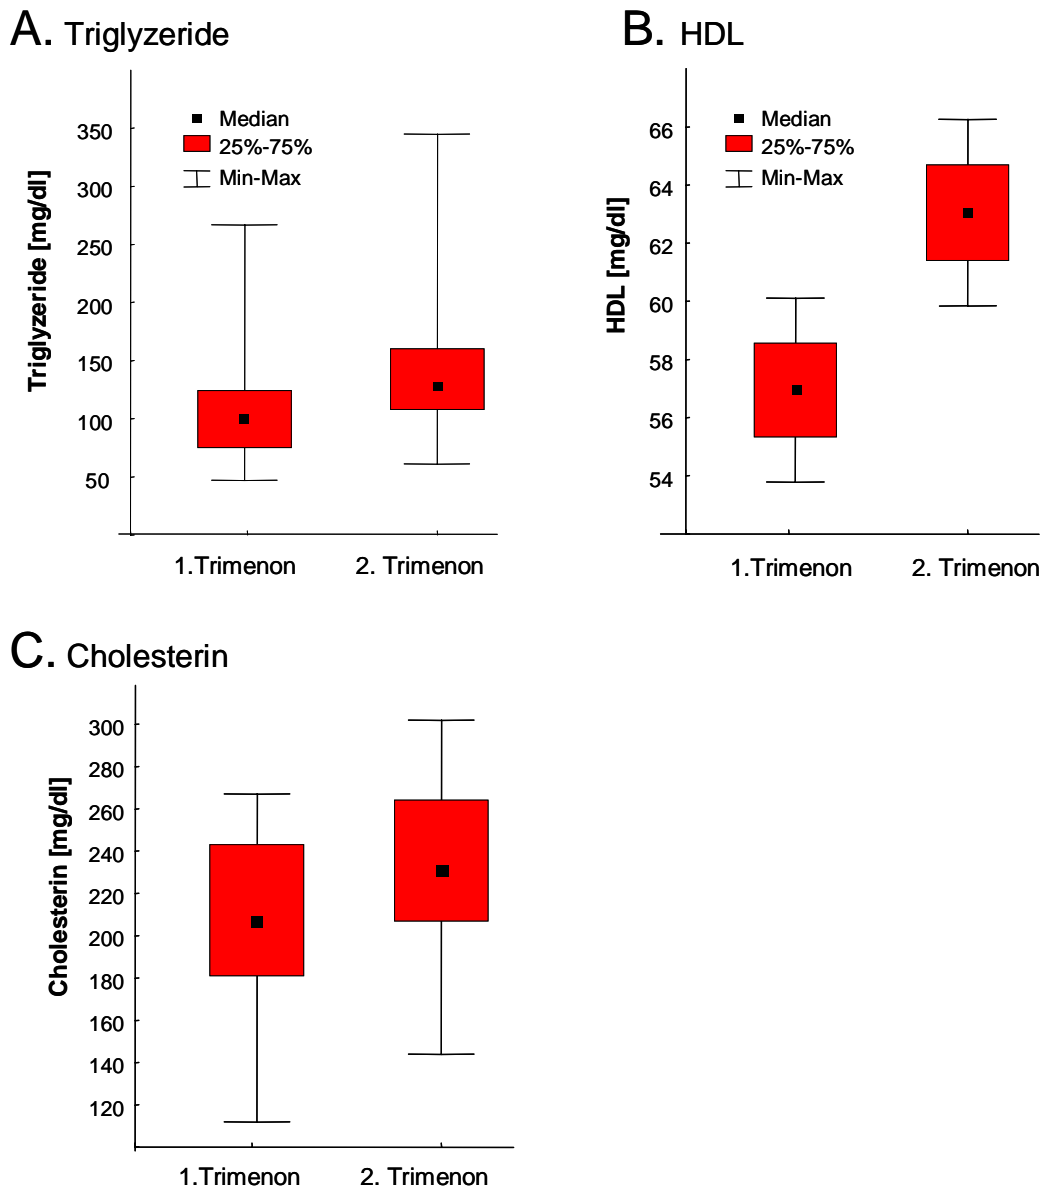 A. Triglyzeride
Triglyzeride [mg/dl]
350
300
250
200
150
100
50
Median
25%-75%
Min-Max
1.Trimenon 2. Trimenon
B. HDL
HDL [mg/dl]
66
64
62
60
58
56
54
Median
25%-75%
Min-Max
1.Trimenon 2. Trimenon
C. Cholesterin
Cholesterin [mg/dl]
300
280
260
240
220
200
180
160
140
120
1.Trimenon 2. Trimenon